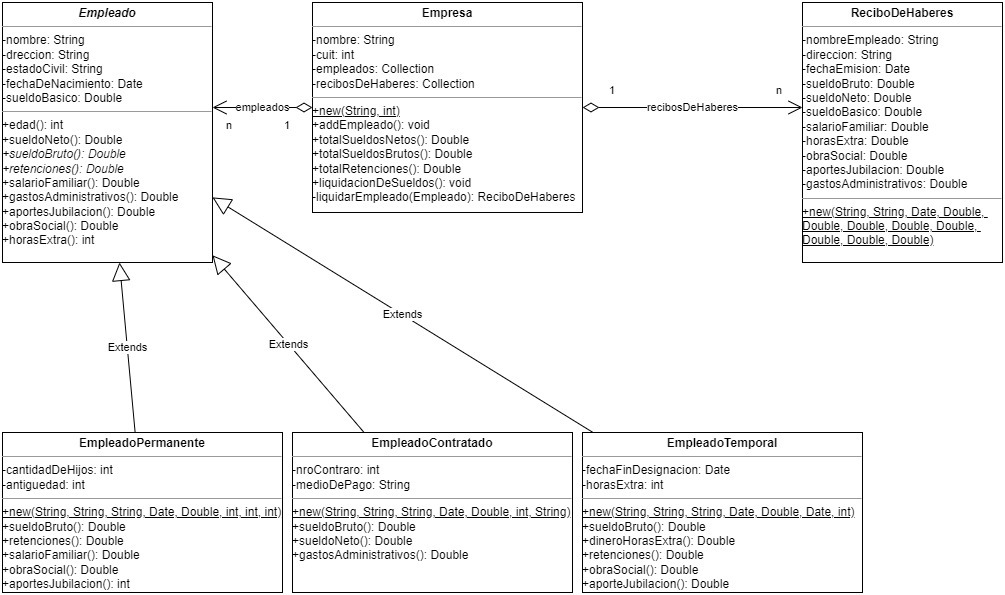 Empleado
-nombre: String
-dreccion: String
-estadoCivil: String
-fechaDeNacimiento: Date
-sueldoBasico: Double
+edad(): int
+sueldoNeto(): Double
+sueldoBruto(): Double
+retenciones(): Double
+salarioFamiliar(): Double
+gastosAdministrativos(): Double
+aportesJubilacion(): Double
+obraSocial(): Double
+horasExtra(): int
empleados
n
1
Empresa
-nombre: String
-cuit: int
-empleados: Collection
-recibosDeHaberes: Collection
+new(String, int)
+addEmpleado(): void
+totalSueldosNetos(): Double
+totalSueldosBrutos(): Double
+totalRetenciones(): Double
+liquidacionDeSueldos(): void
-liquidarEmpleado(Empleado): ReciboDeHaberes
1
n
recibosDeHaberes
ReciboDeHaberes
-nombreEmpleado: String
-direccion: String
-fechaEmision: Date
-sueldoBruto: Double
-sueldoNeto: Double
-sueldoBasico: Double
-salarioFamiliar: Double
-horasExtra: Double
-obraSocial: Double
-aportesJubilacion: Double
-gastosAdministrativos: Double
+new(String, String, Date, Double,
Double, Double, Double, Double,
Double, Double, Double)
Extends
Extends
Extends
EmpleadoPermanente
-cantidadDeHijos: int
-antiguedad: int
+new(String, String, String, Date, Double, int, int, int)
+sueldoBruto(): Double
+retenciones(): Double
+salarioFamiliar(): Double
+obraSocial(): Double
+aportesJubilacion(): int
EmpleadoContratado
-nroContraro: int
-medioDePago: String
+new(String, String, String, Date, Double, int, String)
+sueldoBruto(): Double
+sueldoNeto(): Double
+gastosAdministrativos(): Double
EmpleadoTemporal
-fechaFinDesignacion: Date
-horasExtra: int
+new(String, String, String, Date, Double, Date, int)
+sueldoBruto(): Double
+dineroHorasExtra(): Double
+retenciones(): Double
+obraSocial(): Double
+aporteJubilacion(): Double